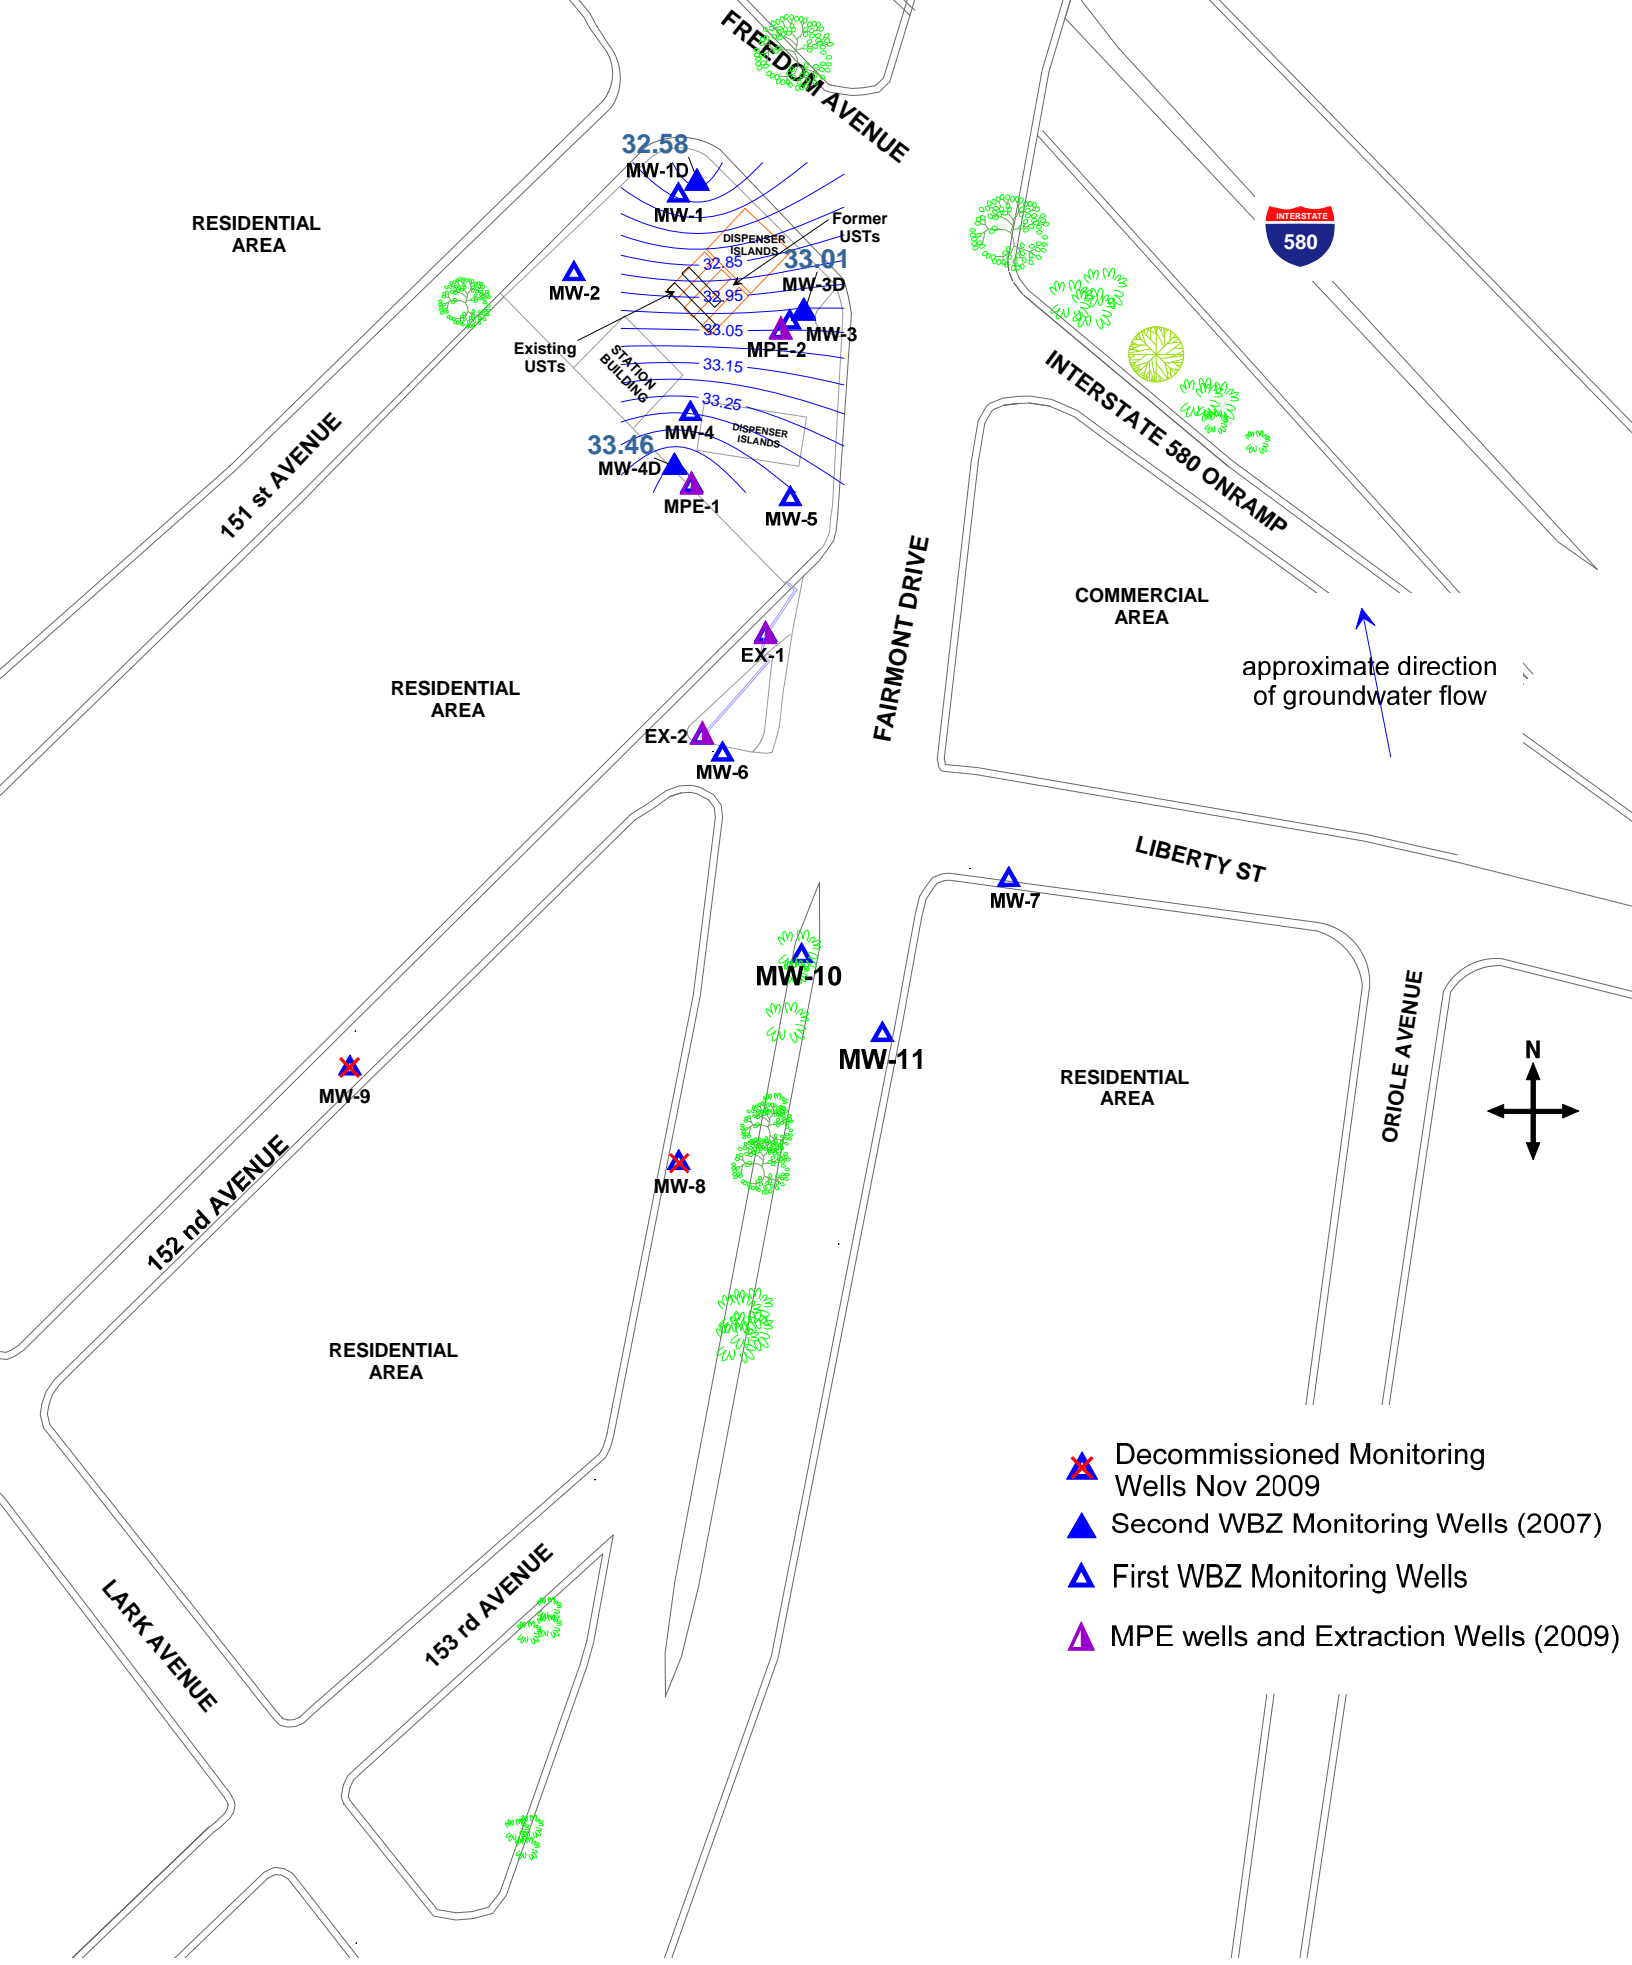 FREEDOM AVENUE
32.58
MW-1D
MW-1
RESIDENTIAL
AREA
Former
USTs
DISPENSER
ISLANDS
INTERSTATE
580
32.85
33.01
MW-3D
MW-2
32.95
33.05
MW-3
MPE-2
Existing
USTs
STATION
BUILDING
33.15
33.25
INTERSTATE 580 ONRAMP
MW-4
DISPENSER
ISLANDS
33.46
MW-4D
MPE-1
MW-5
151 st AVENUE
FAIRMONT DRIVE
COMMERCIAL
AREA
EX-1
approximate direction
of groundwater flow
RESIDENTIAL
AREA
EX-2
MW-6
LIBERTY ST
MW-7
MW-10
MW-11
ORIOLE AVENUE
N
RESIDENTIAL
AREA
MW-9
MW-8
152 nd AVENUE
RESIDENTIAL
AREA
Decommissioned Monitoring
Wells Nov 2009
Second WBZ Monitoring Wells (2007)
First WBZ Monitoring Wells
MPE wells and Extraction Wells (2009)
153 rd AVENUE
LARK AVENUE